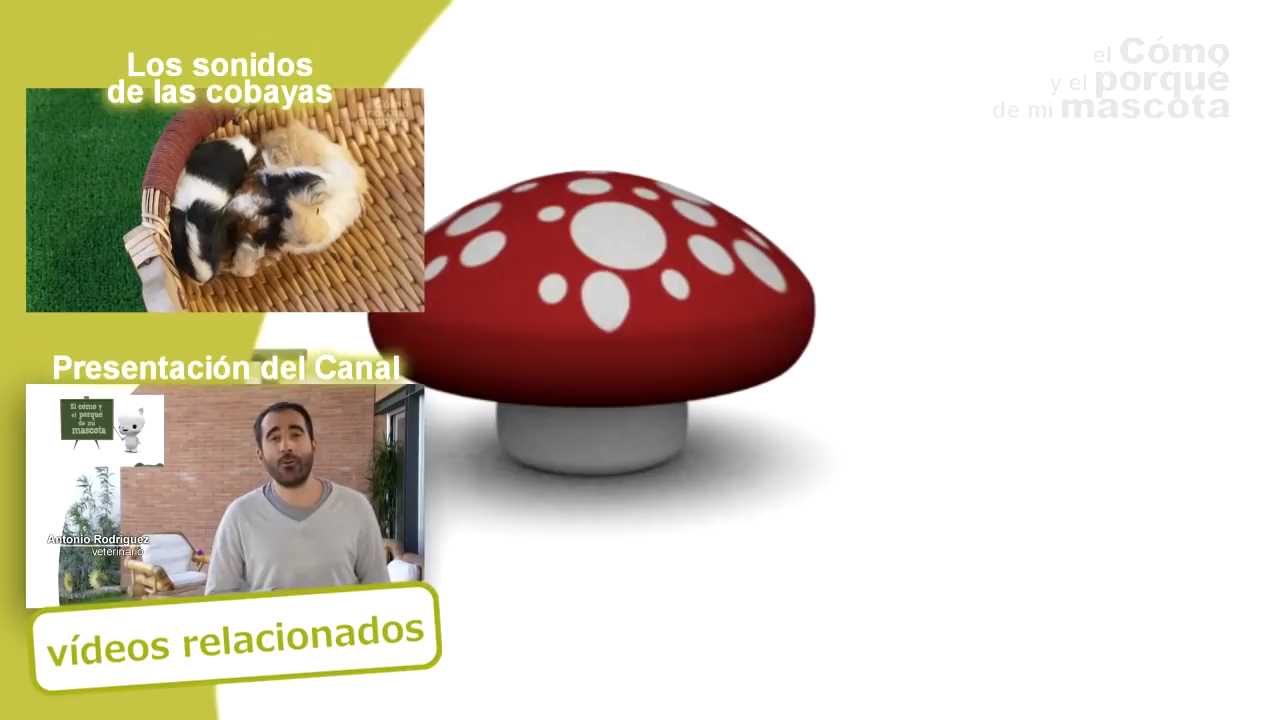 Los sonidos
de las cobayas
el Cómo
y el porqué
de mi mascota
Presentación del Canal
El cómo y
el porqué
de mi
mascota
Antonio Rodriguez
veterinario
vídeos relacionados